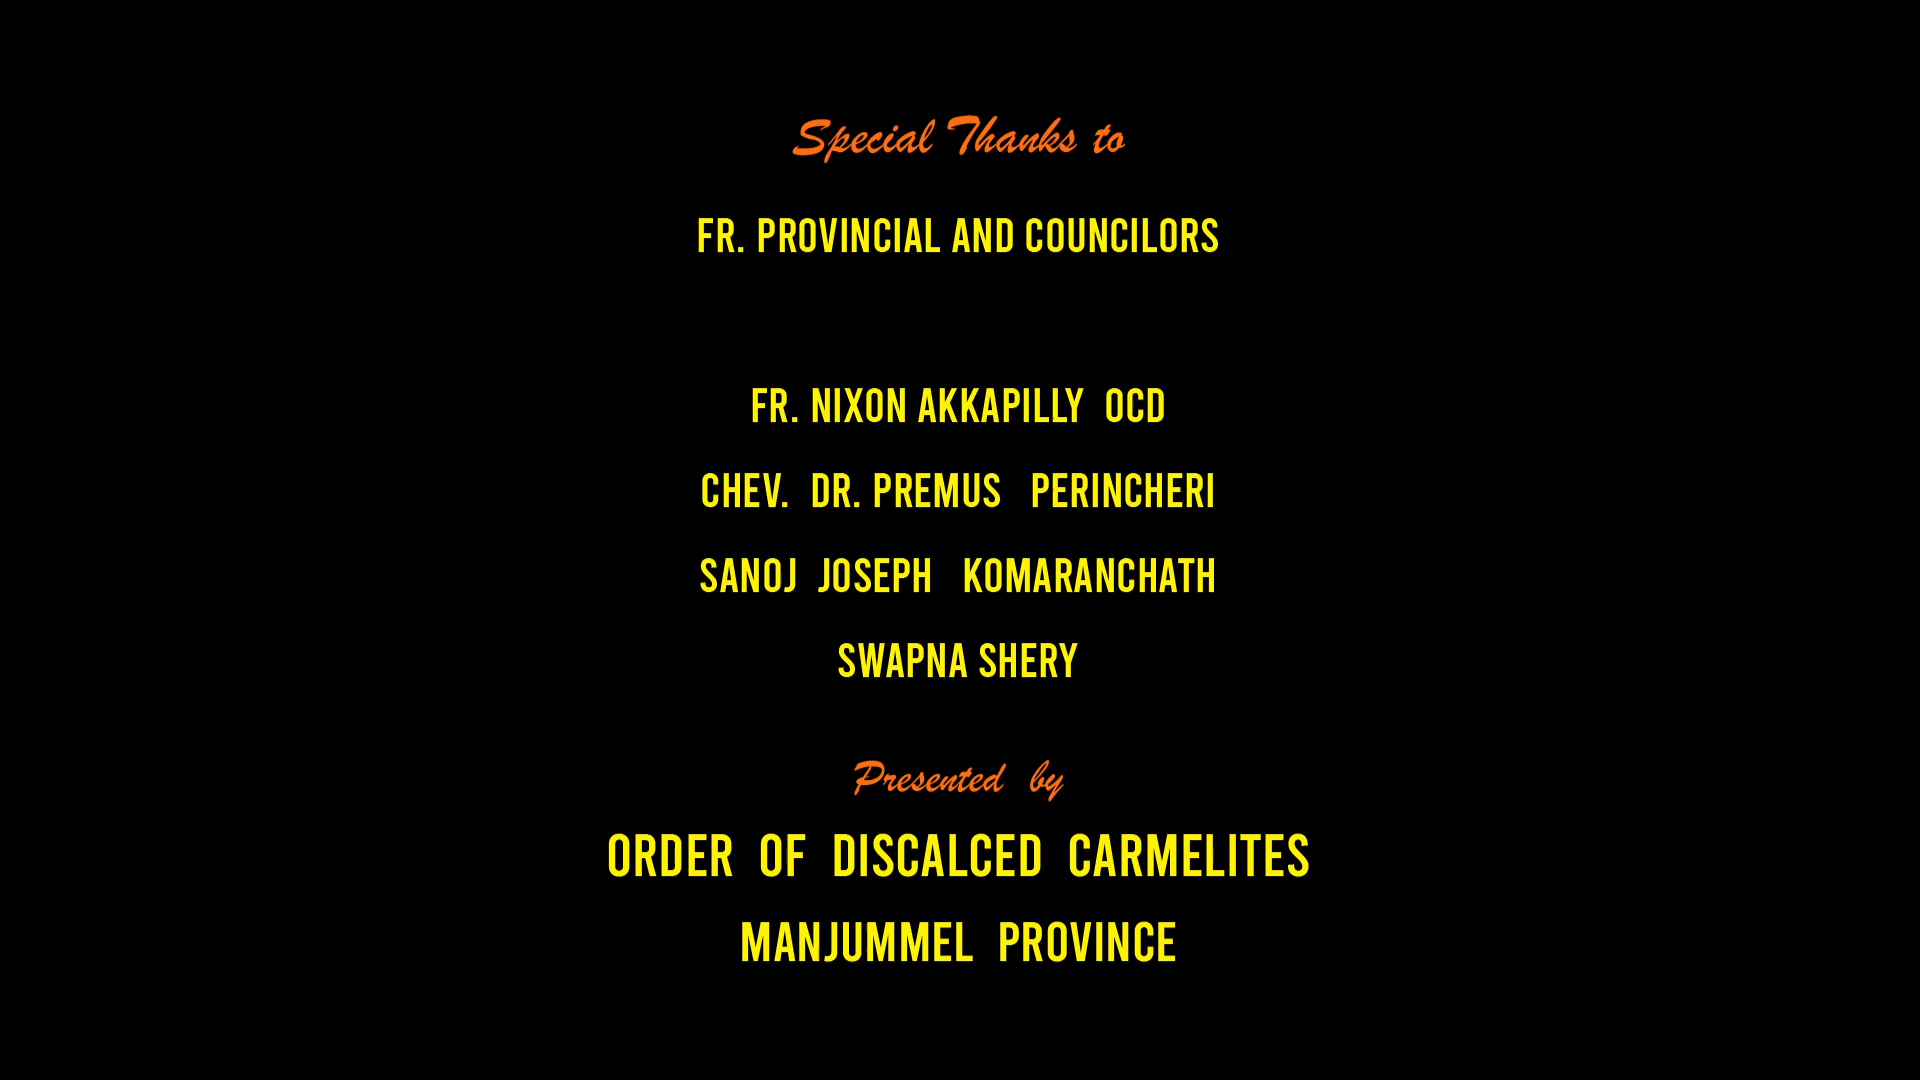 Special Thanks to
FR. PROVINCIAL AND COUNCILORS
FR. NIXON AKKAPILLY OCD
CHEV. DR. PREMUS PERINCHERI
SANOJ JOSEPH KOMARANCHATH
SWAPNA SHERY
Presented by
ORDER OF DISCALCED CARMELITES
MANJUMMEL PROVINCE